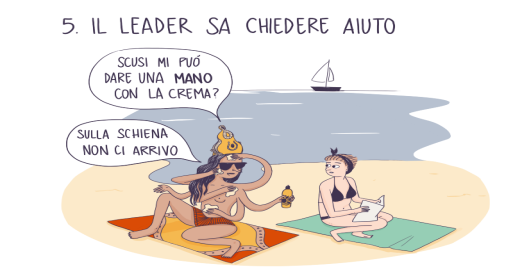 5. IL LEADER SA CHIEDERE AIUTO
SCUSI MI PUÓ
DARE UNA MANO
CON LA CREMA?
SULLA SCHIENA
NON CI ARRIVO